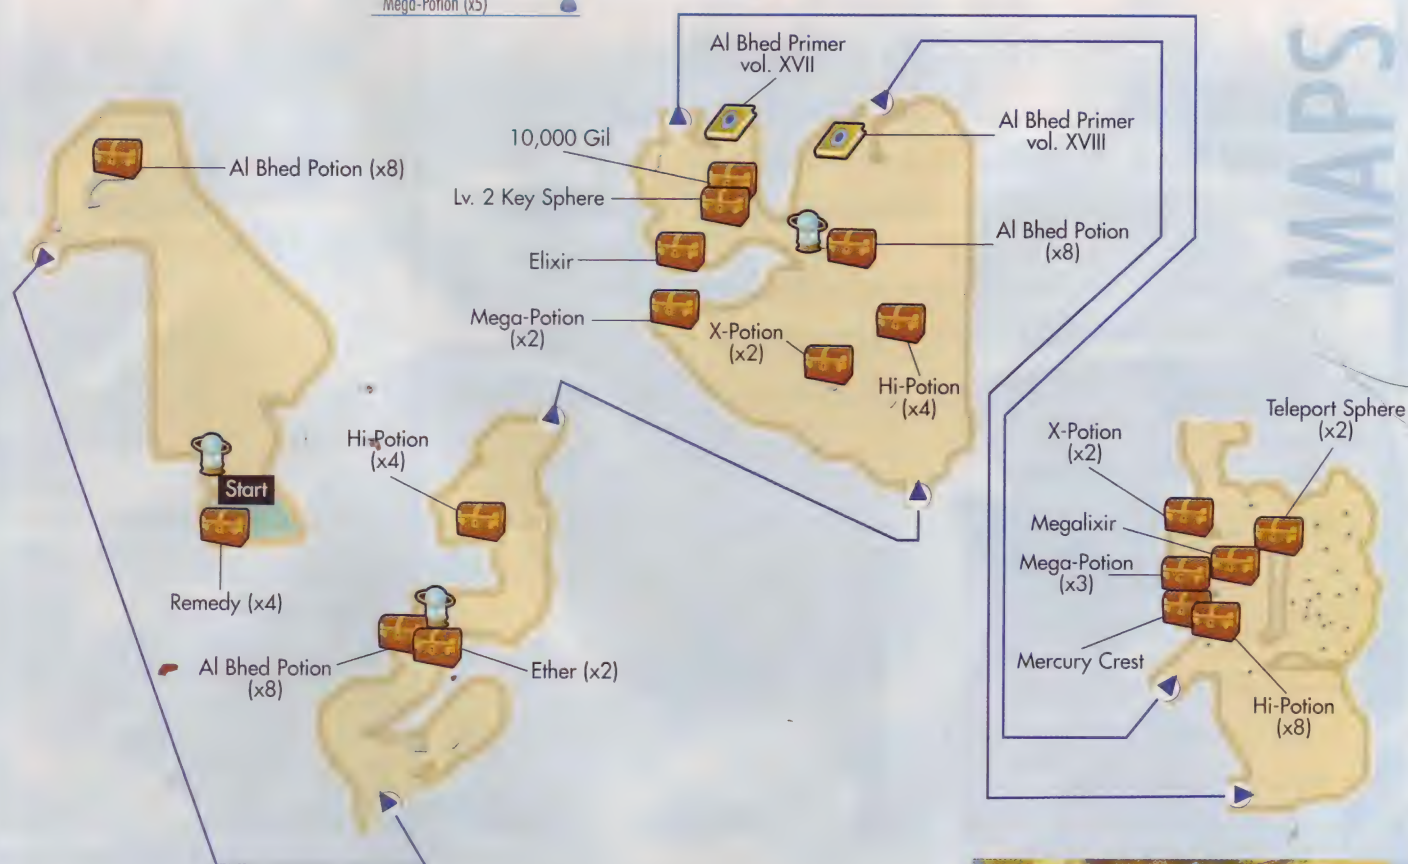 Mega-Potion (x5)
MAPS
Al Bhed Primer
vol. XVII
Al Bhed Primer
vol. XVIII
10,000 Gil
Lv. 2 Key Sphere
Elixir
Mega-Potion
(x2)
X-Potion
(x2)
Hi-Potion
(x4)
Al Bhed Potion
(x8)
Al Bhed Potion (x8)
Start
Remedy (x4)
Hi-Potion
(x4)
Al Bhed Potion
(x8)
Ether (x2)
X-Potion
(x2)
Teleport Sphere
(x2)
Megalixir
Mega-Potion
(x3)
Mercury Crest
Hi-Potion
(x8)